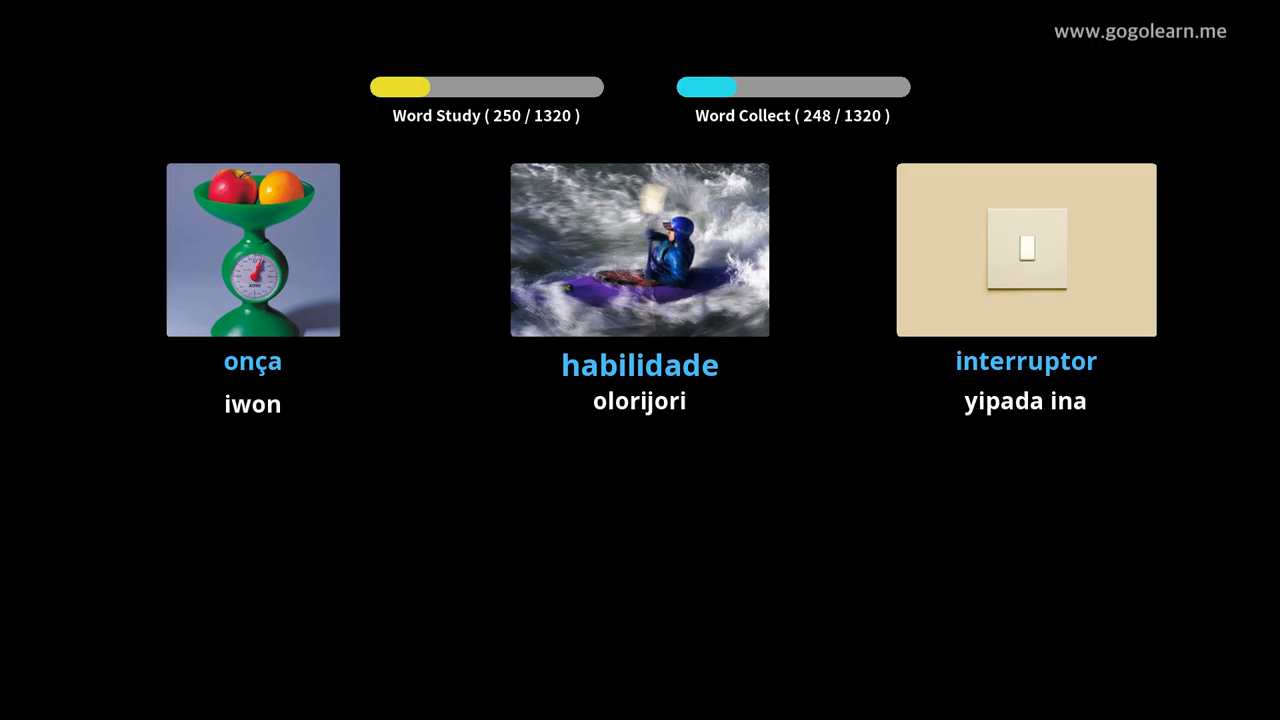 www.gogolearn.me
Word Study ( 250 / 1320 )
Word Collect ( 248 / 1320 )
onça
habilidade
interruptor
iwon
olorijori
yipada ina